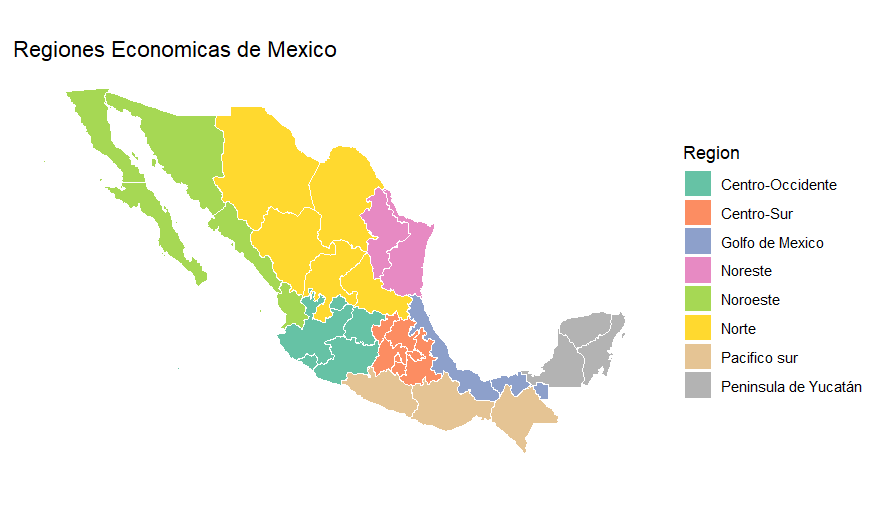 Regiones Economicas de Mexico
Region
Centro-Occidente
Centro-Sur
Golfo de Mexico
Noreste
Noroeste
Norte
Pacifico sur
Peninsula de Yucatán